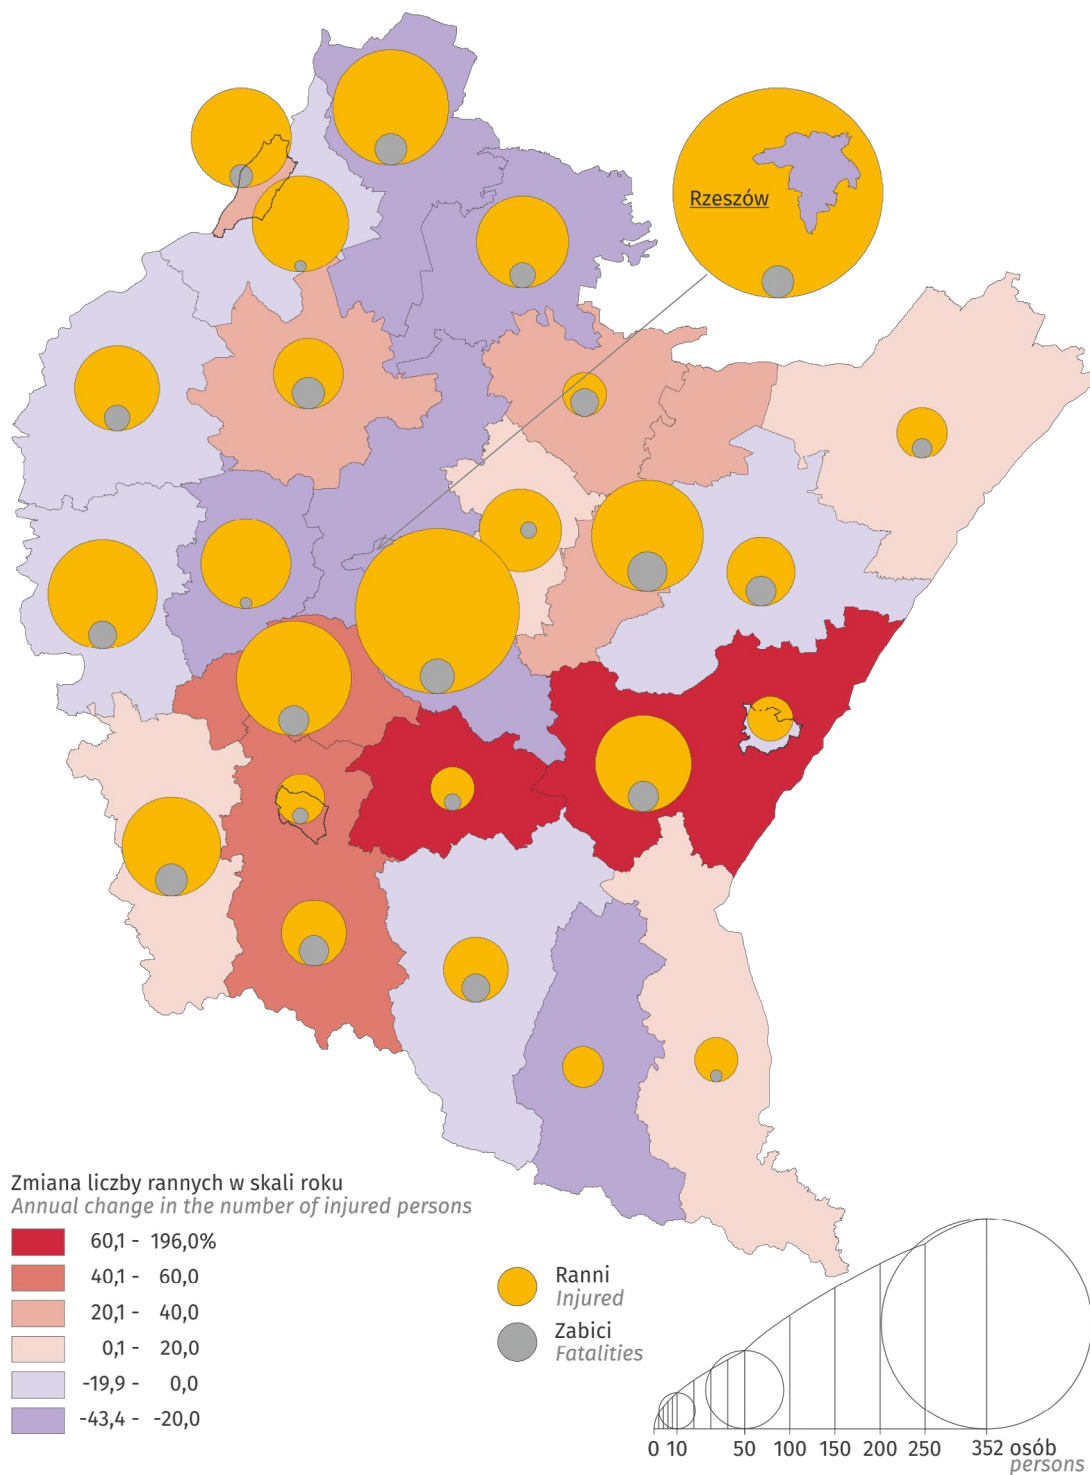 Rzeszów
Zmiana liczby rannych w skali roku
Annual change in the number of injured persons
60,1 - 196,0%
40,1 - 60,0
20,1 - 40,0
0,1 - 20,0
-19,9 - 0,0
-43,4 - -20,0
Ranni
Injured
Zabici
Fatalities
0 10 50 100 150 200 250 352 osób
persons